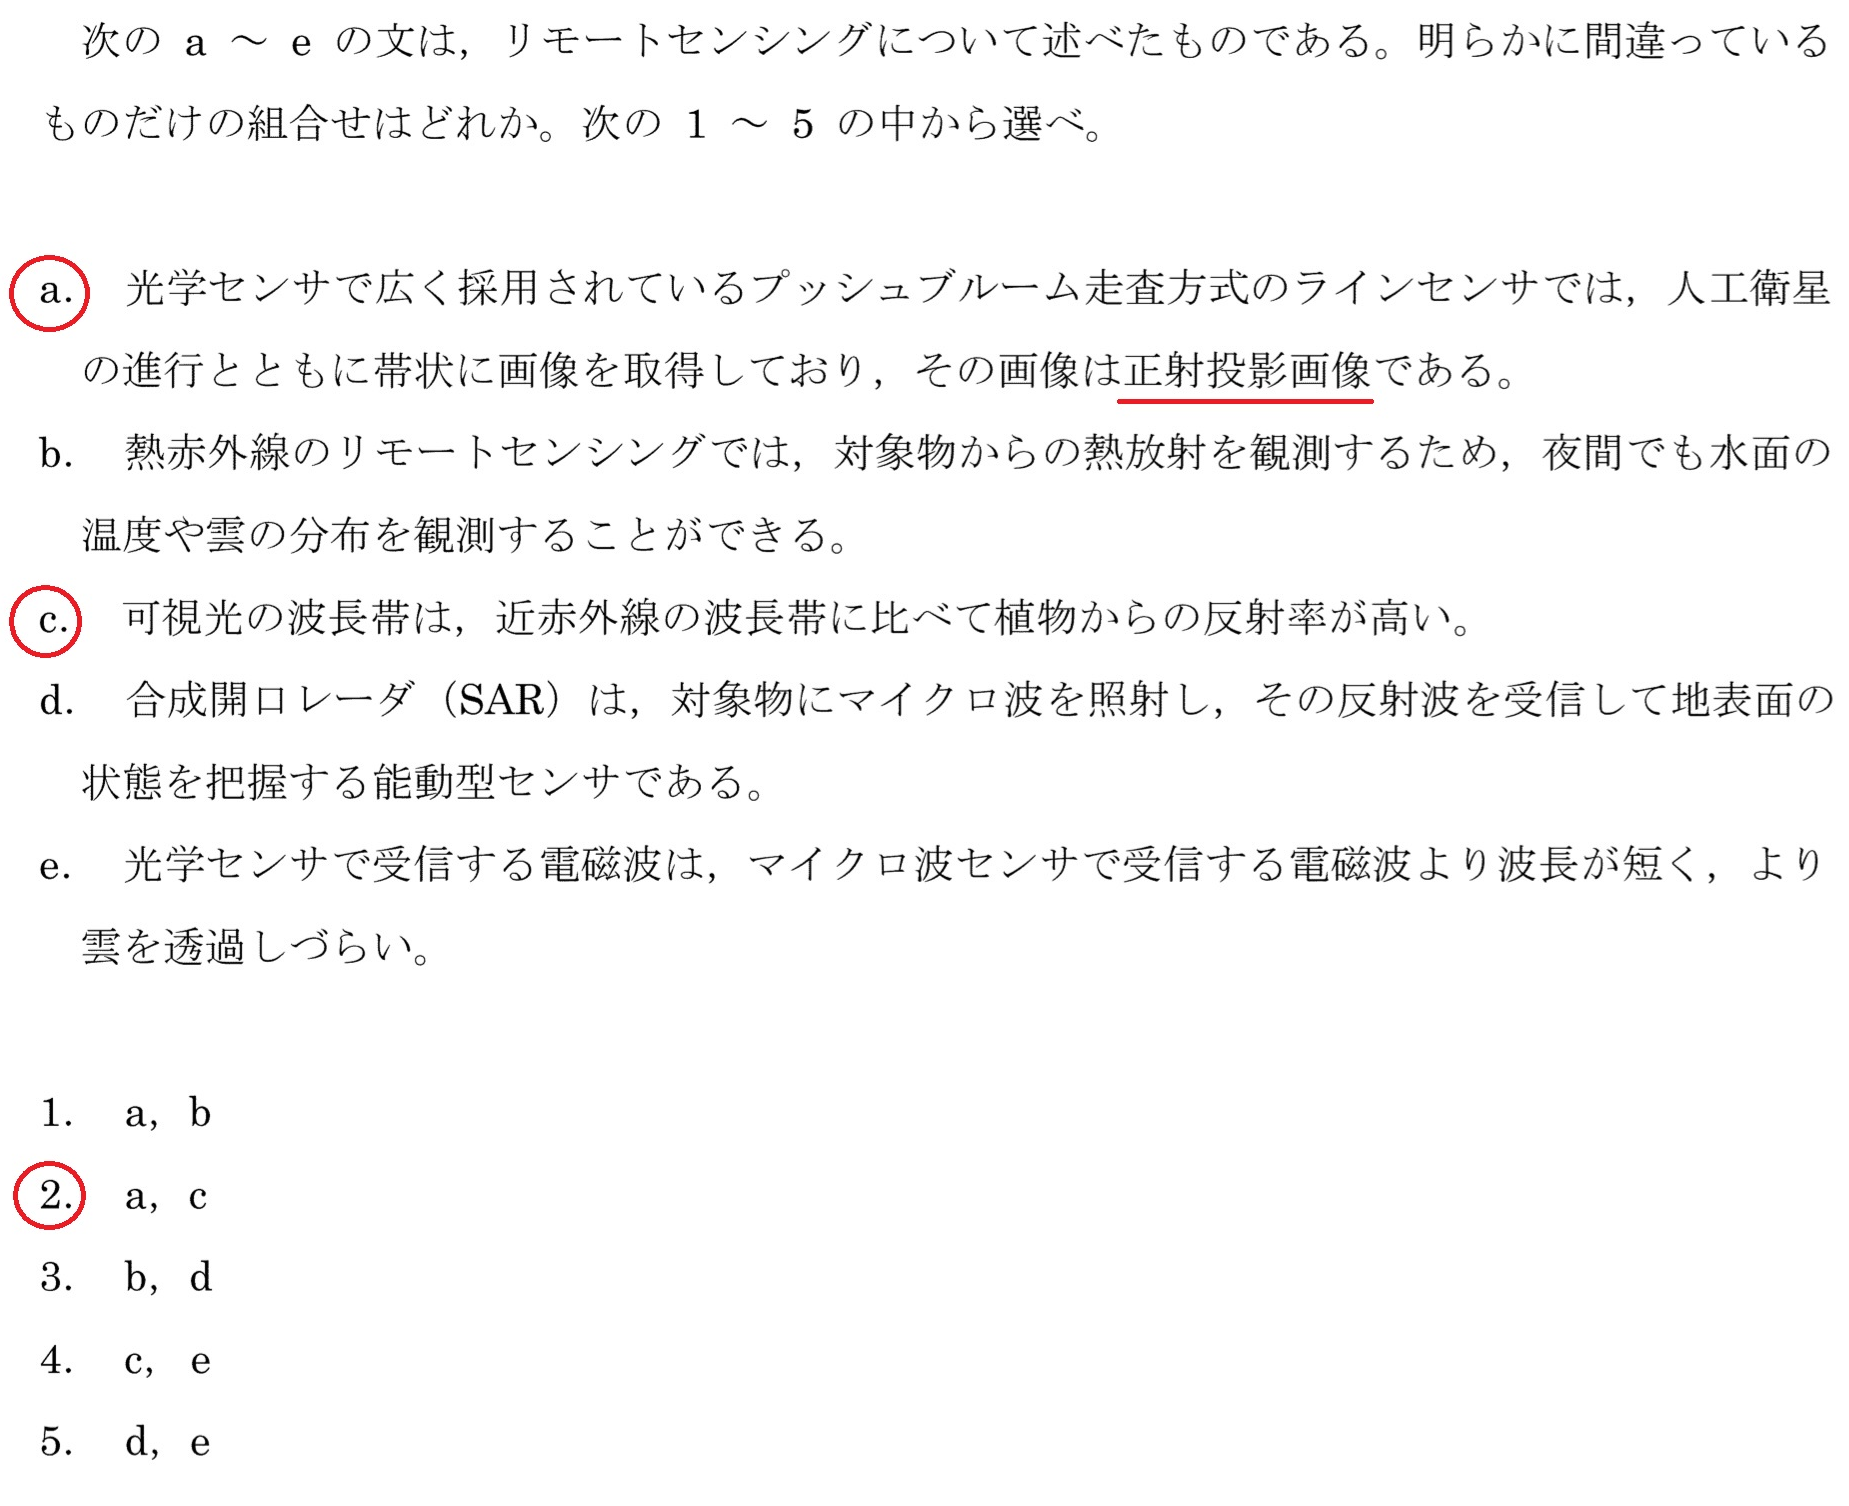 次の a ～ e の文は，リモートセンシングについて述べたものである。明らかに間違っている
ものだけの組合せはどれか。次の 1 ～ 5 の中から選べ。
a. 光学センサで広く採用されているプッシュブルーム走査方式のラインセンサでは，人工衛星
の進行とともに帯状に画像を取得しており，その画像は正射投影画像である。
b. 熱赤外線のリモートセンシングでは，対象物からの熱放射を観測するため，夜間でも水面の
温度や雲の分布を観測することができる。
c. 可視光の波長帯は，近赤外線の波長帯に比べて植物からの反射率が高い。
d. 合成開口レーダ（SAR）は，対象物にマイクロ波を照射し，その反射波を受信して地表面の
状態を把握する能動型センサである。
e. 光学センサで受信する電磁波は，マイクロ波センサで受信する電磁波より波長が短く，より
雲を透過しづらい。
1. a，b
2. a，c
3. b，d
4. c，e
5. d，e